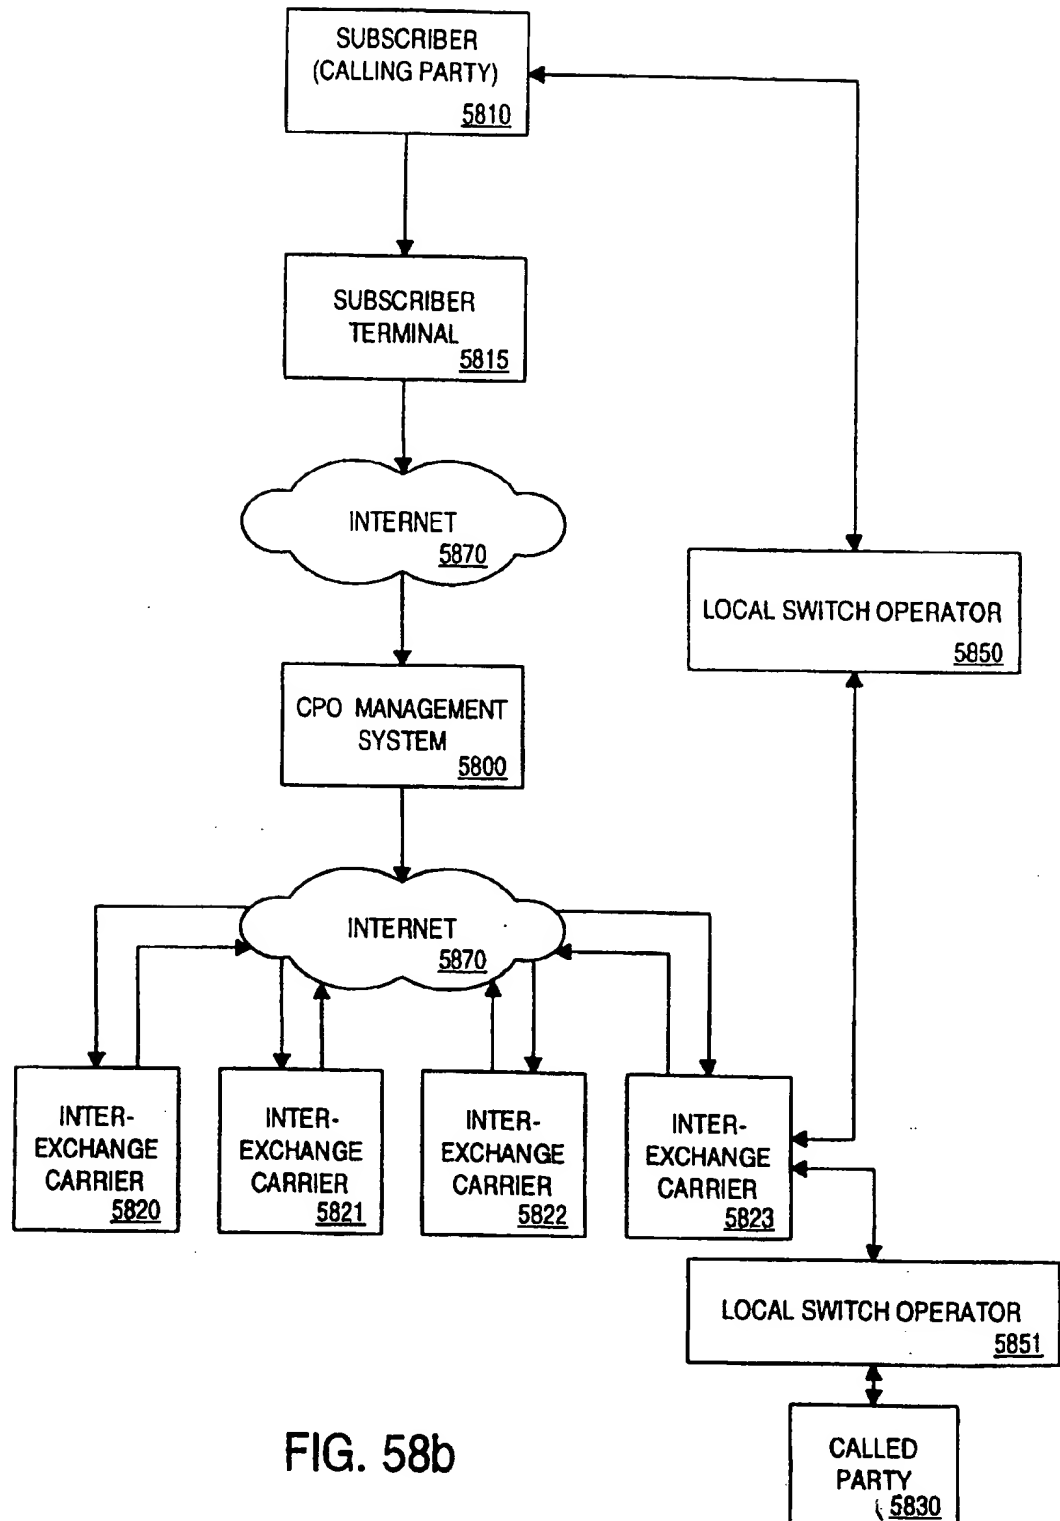 SUBSCRIBER
(CALLING PARTY)
5810
SUBSCRIBER
TERMINAL
5815
INTERNET
5870
LOCAL SWITCH OPERATOR
5850
CPO MANAGEMENT
SYSTEM
5800
INTERNET
5870
INTER-
EXCHANGE
CARRIER
5820
INTER-
EXCHANGE
CARRIER
5821
INTER-
EXCHANGE
CARRIER
5822
INTER-
EXCHANGE
CARRIER
5823
LOCAL SWITCH OPERATOR
5851
CALLED
PARTY
5830
FIG. 58b